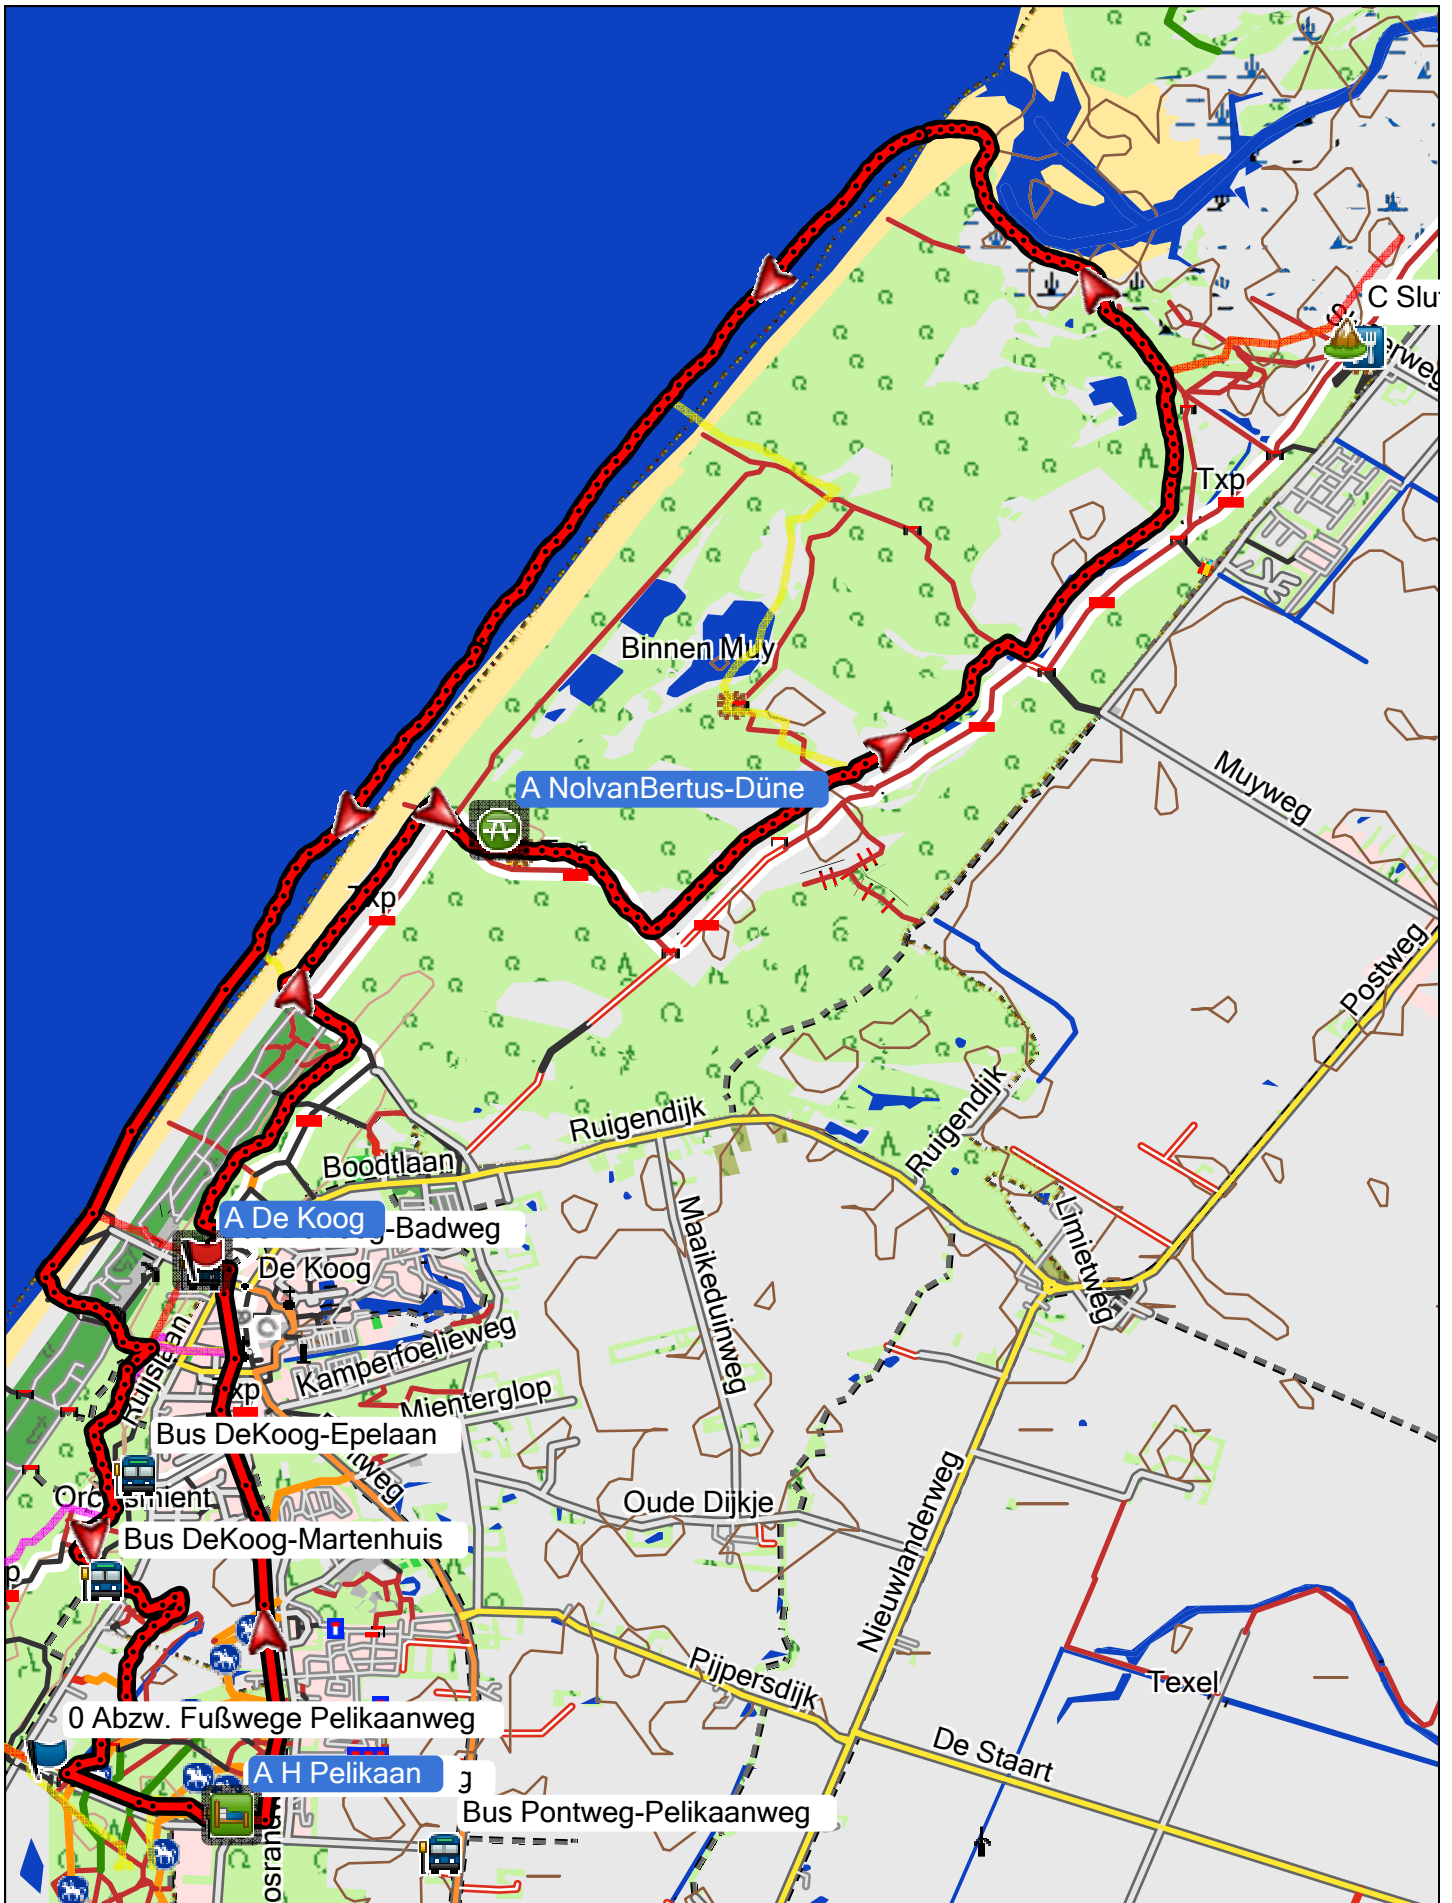 C Slu
erweg
Txp
Binnen Muy
A NolvanBertus-Düne
Muyweg
Txp
Postweg
Ruigendijk
Ruigendijk
Boodtlaan
A De Koog
-Badweg
De Koog
Maaikeduinweg
Limietweg
Kamperfoelieweg
Ruijslaan
Mienterglop
Bus DeKoog-Epelaan
Oude Dijkje
Bus DeKoog-Martenhuis
Nieuwlanderweg
Pijpersdijk
Texel
0 Abzw. Fußwege Pelikaanweg
De Staart
A H Pelikaan
g
Bus Pontweg-Pelikaanweg